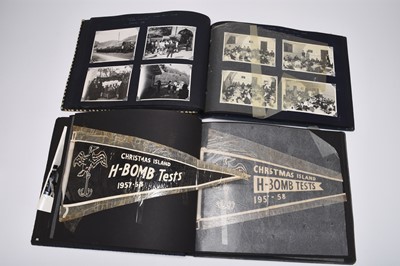 CHRISTMAS ISLAND
H-BOMB TESTS
1957-58
CHRISTMAS ISLAND
H-BOMB TESTS
1957-58